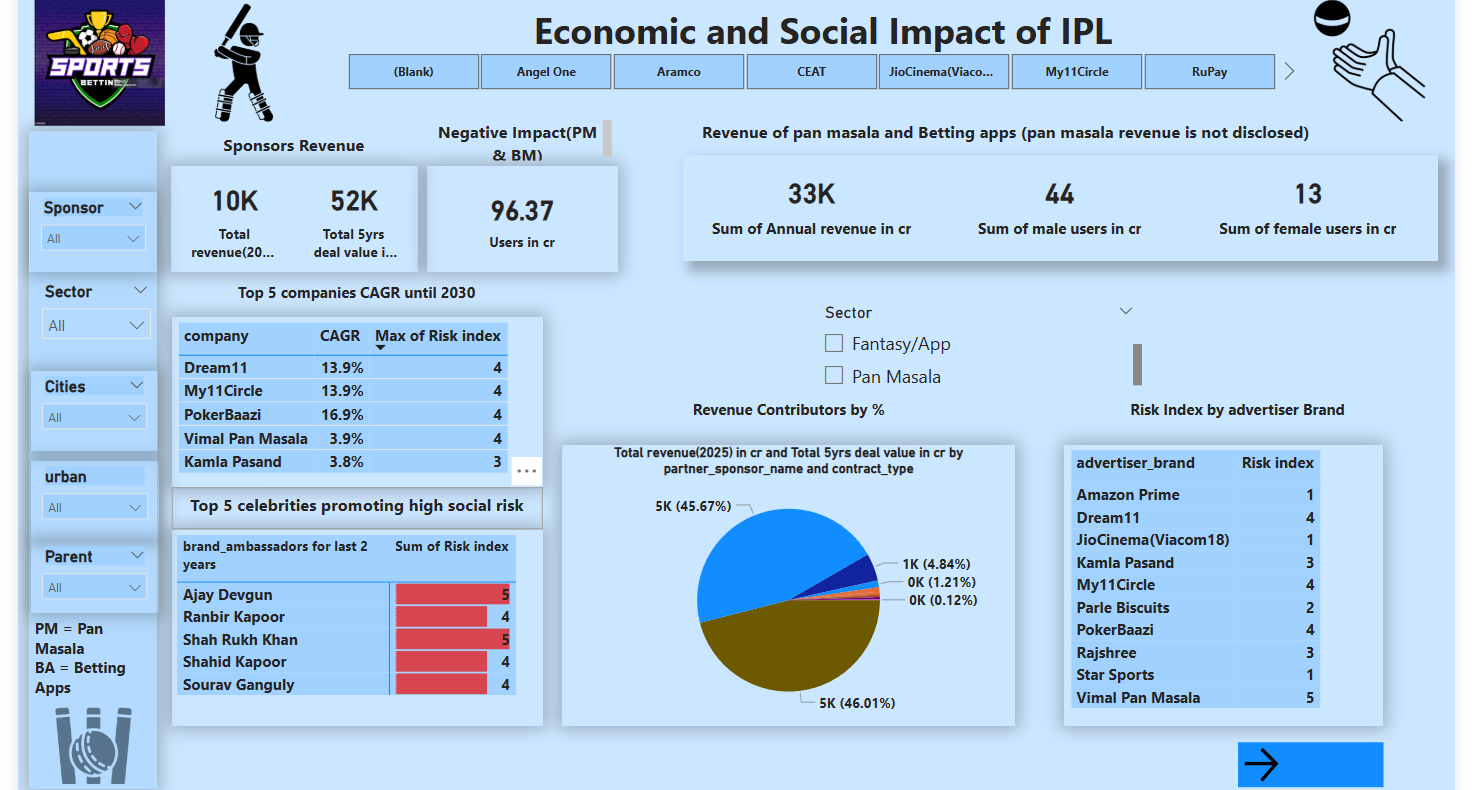 SPORTS
BETTING
Economic and Social Impact of IPL
(Blank)
Angel One
Aramco
CEAT
JioCinema(Viaco...
My11Circle
RuPay
Sponsors Revenue
Negative Impact(PM
& BM)
Revenue of pan masala and Betting apps (pan masala revenue is not disclosed)
10K
Total
revenue(20...
52K
Total 5yrs
deal value i...
96.37
Users in cr
33K
Sum of Annual revenue in cr
44
Sum of male users in cr
13
Sum of female users in cr
Sponsor
All
Sector
All
Cities
All
urban
All
Parent
All
PM = Pan
Masala
BA = Betting
Apps
Top 5 companies CAGR until 2030
company CAGR Max of Risk index
Dream11 13.9% 4
My11Circle 13.9% 4
PokerBaazi 16.9% 4
Vimal Pan Masala 3.9% 4
Kamla Pasand 3.8% 3
Top 5 celebrities promoting high social risk
brand_ambassadors for last 2
years
Sum of Risk index
Ajay Devgun 5
Ranbir Kapoor 4
Shah Rukh Khan 5
Shahid Kapoor 4
Sourav Ganguly 4
Sector
Fantasy/App
Pan Masala
Revenue Contributors by %
Total revenue(2025) in cr and Total 5yrs deal value in cr by
partner_sponsor_name and contract_type
5K (45.67%)
1K (4.84%)
0K (1.21%)
0K (0.12%)
5K (46.01%)
Risk Index by advertiser Brand
advertiser_brand Risk index
Amazon Prime 1
Dream11 4
JioCinema(Viacom18) 1
Kamla Pasand 3
My11Circle 4
Parle Biscuits 2
PokerBaazi 4
Rajshree 3
Star Sports 1
Vimal Pan Masala 5